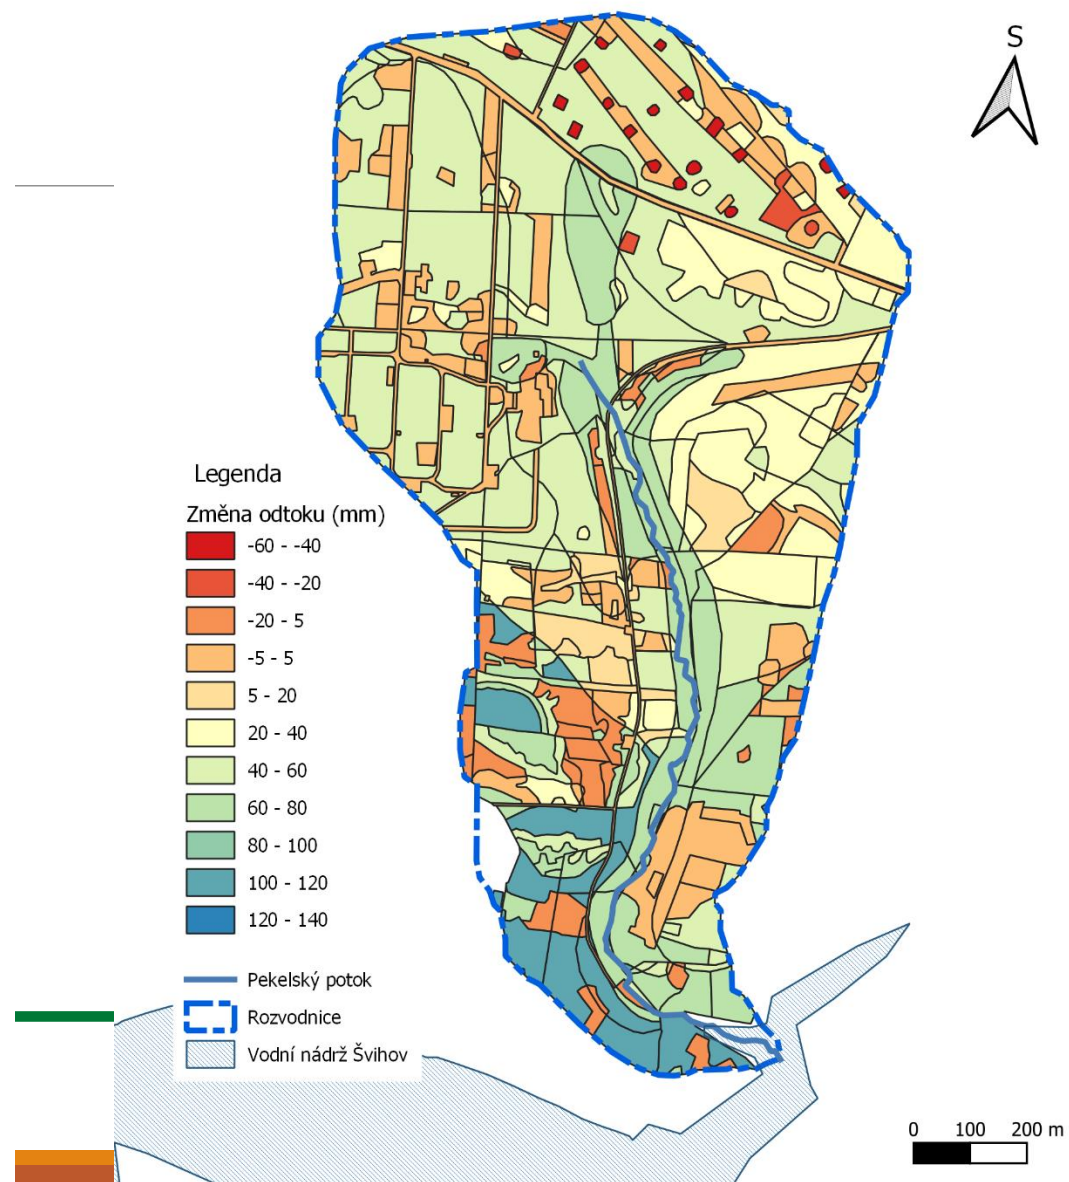 S
Legenda
Změna odtoku (mm)
-60 - -40
-40 - -20
-20 - 5
-5 - 5
5 - 20
20 - 40
40 - 60
60 - 80
80 - 100
100 - 120
120 - 140
Pekelský potok
Rozvodnice
Vodní nádrž Švihov
0 100 200 m